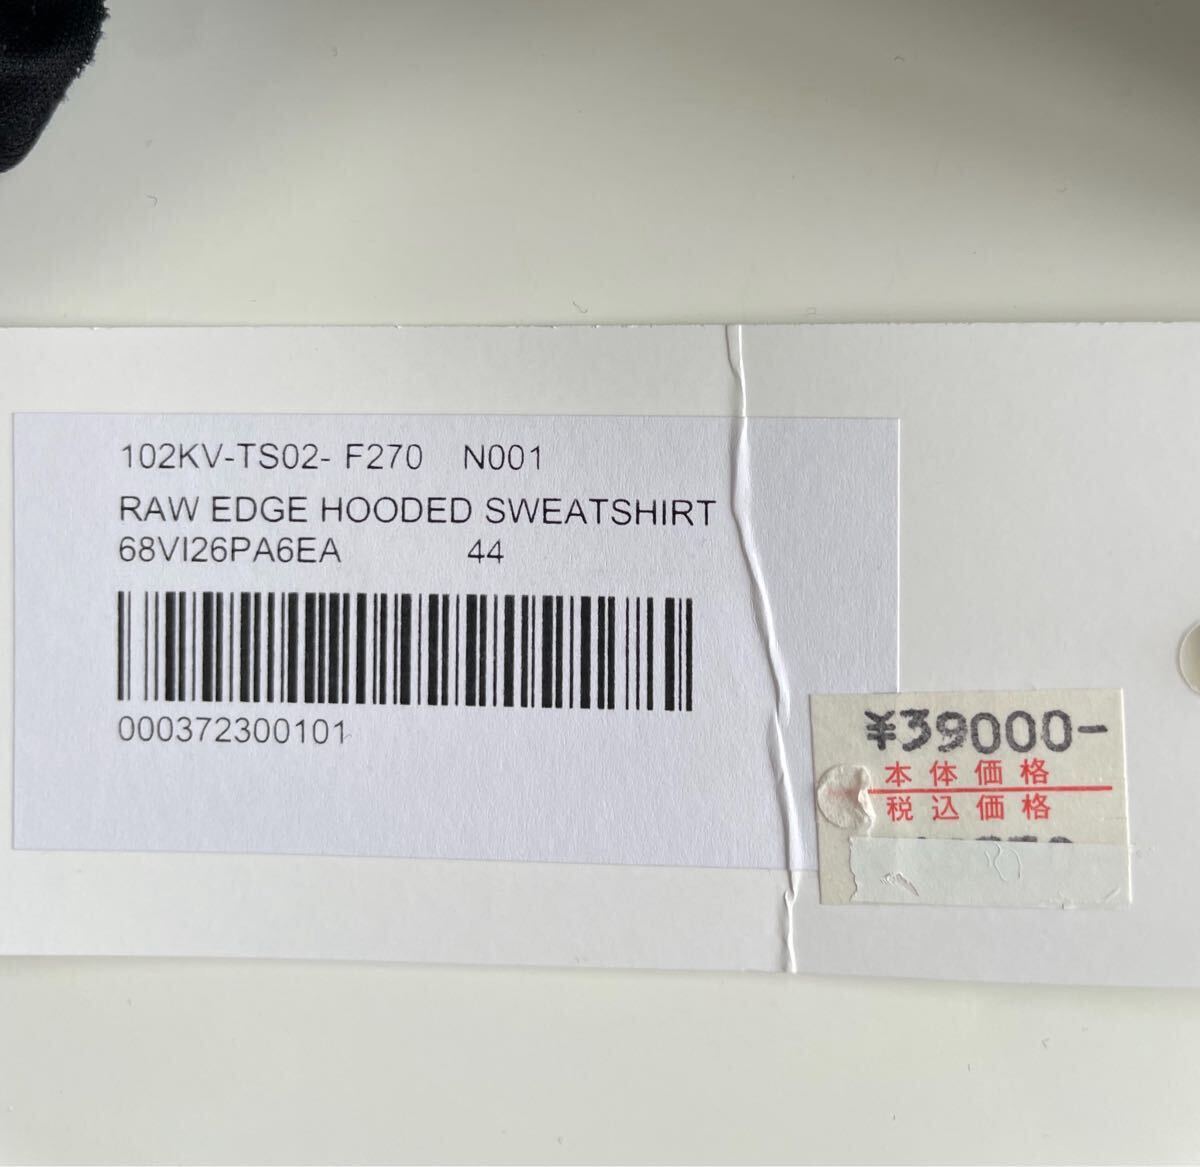 102KV-TS02- F270 N001
RAW EDGE HOODED SWEATSHIRT
68VI26PA6EA 44
000372300101
¥39000-
本体価格
税込価格